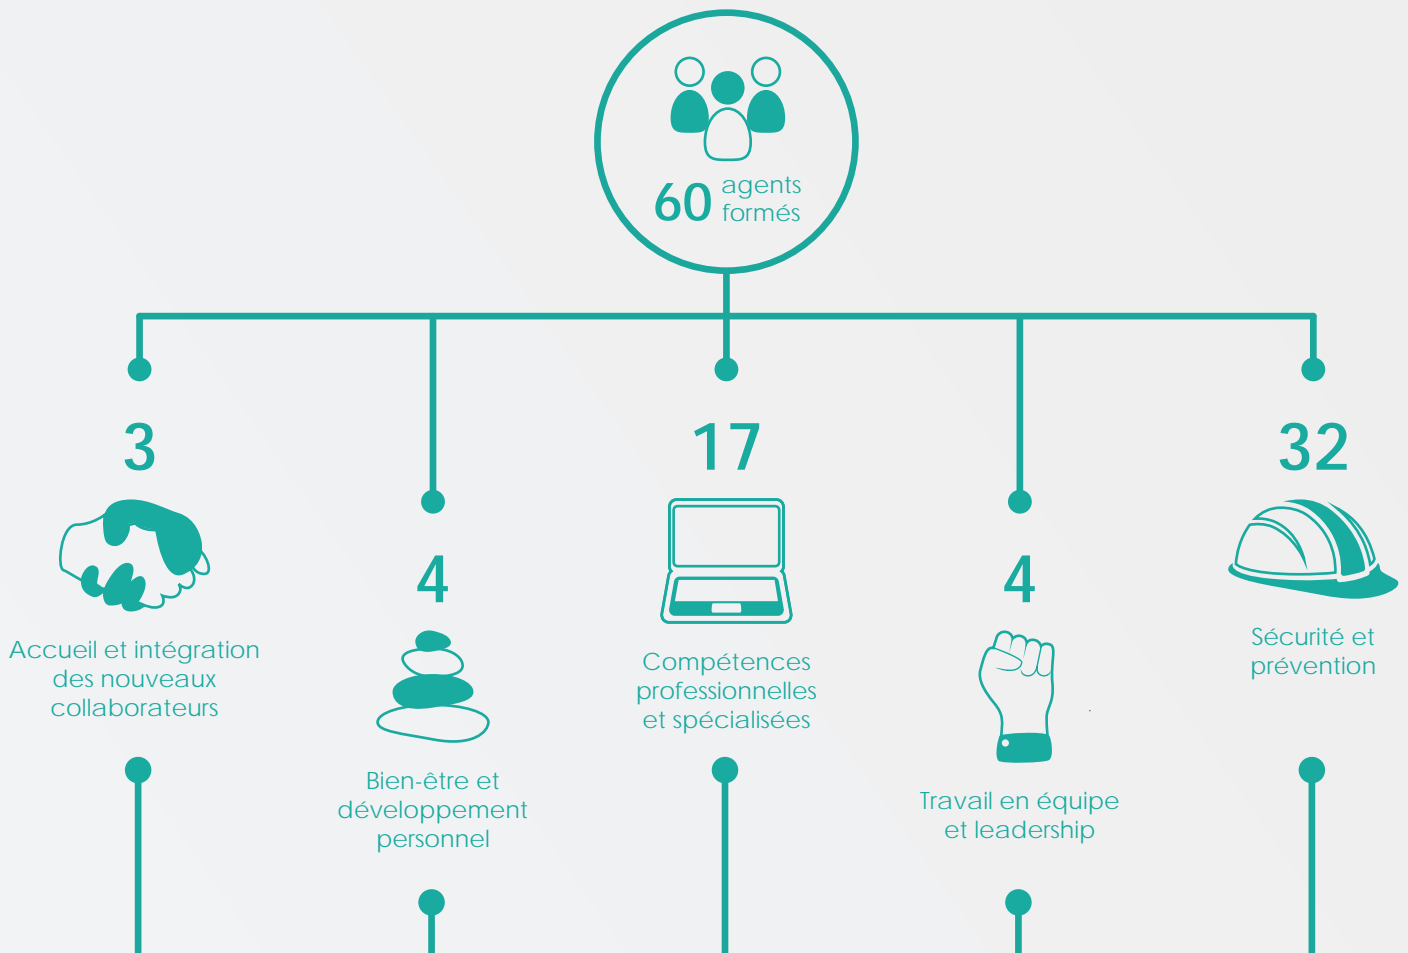 60 agents
formés
3
Accueil et intégration
des nouveaux
collaborateurs
4
Bien-être et
développement
personnel
17
Compétences
professionnelles
et spécialisées
4
Travail en équipe
et leadership
32
Sécurité et
prévention